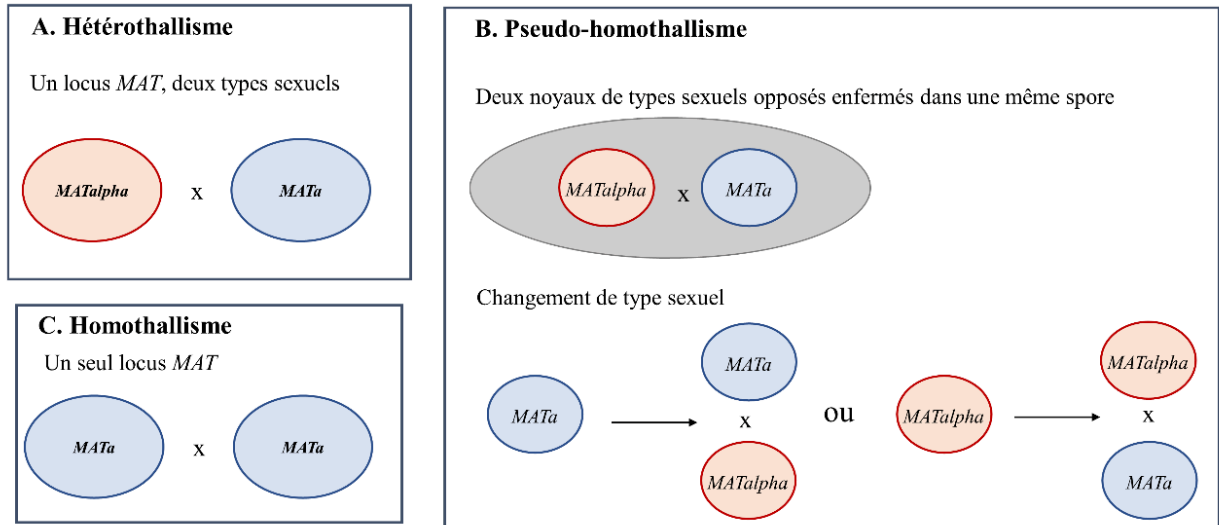 A. Hétérothallisme
Un locus MAT, deux types sexuels
MATalpha x MATa
B. Pseudo-homothallisme
Deux noyaux de types sexuels opposés enfermés dans une même spore
MATalpha x MATa
Changement de type sexuel
MATa
MATa
x
MATalpha
ou
MATalpha
MATalpha
x
MATa
C. Homothallisme
Un seul locus MAT
MATa x MATa